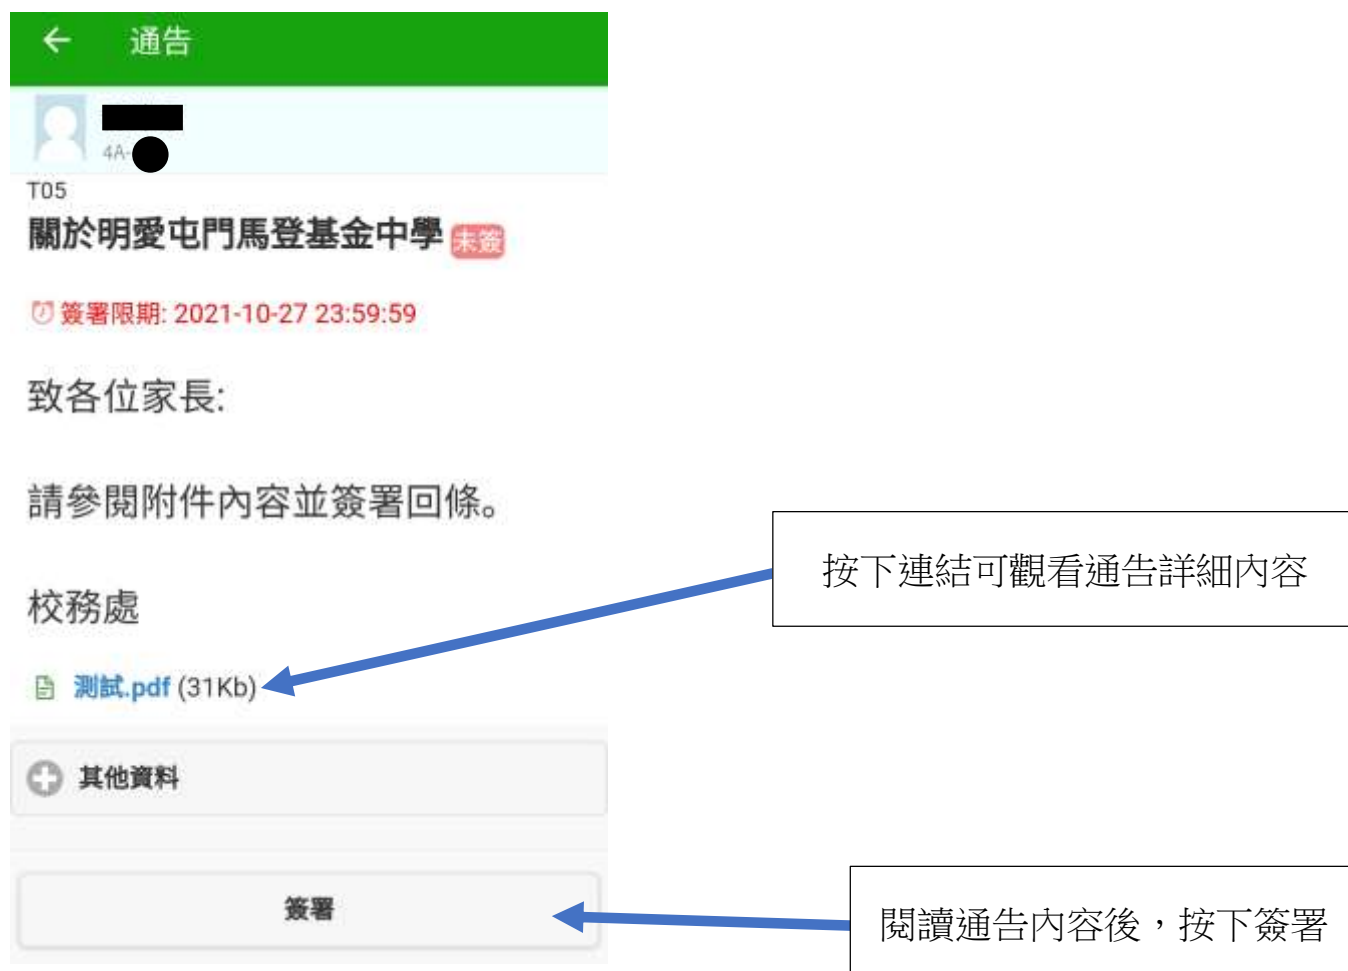 通告
4A-
T05
關於明愛屯門馬登基金中學 未簽
簽署限期: 2021-10-27 23:59:59
致各位家長:
請參閱附件內容並簽署回條。
校務處
測試.pdf (31Kb)
其他資料
簽署
按下連結可觀看通告詳細內容
閱讀通告內容後，按下簽署